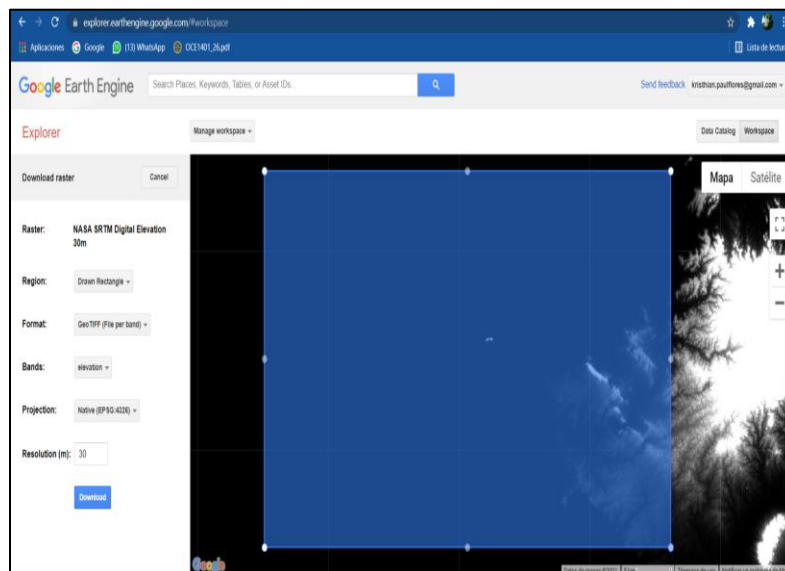 explorer.earthengine.google.com/#workspace
Aplicaciones Google (13) WhatsApp OCE1401_26.pdf Lista de lectur
Google Earth Engine Search Places, Keywords, Tables, or Asset IDs... Send feedback kristhian.paulflores@gmail.com
Explorer Manage workspace Data Catalog Workspace
Download raster Cancel Mapa Satélite
Raster: NASA SRTM Digital Elevation
30m
Region: Drawn Rectangle
Format: GeoTIFF (File per band)
Bands: elevation
Projection: Native (EPSG:4326)
Resolution (m): 30
Download
Google